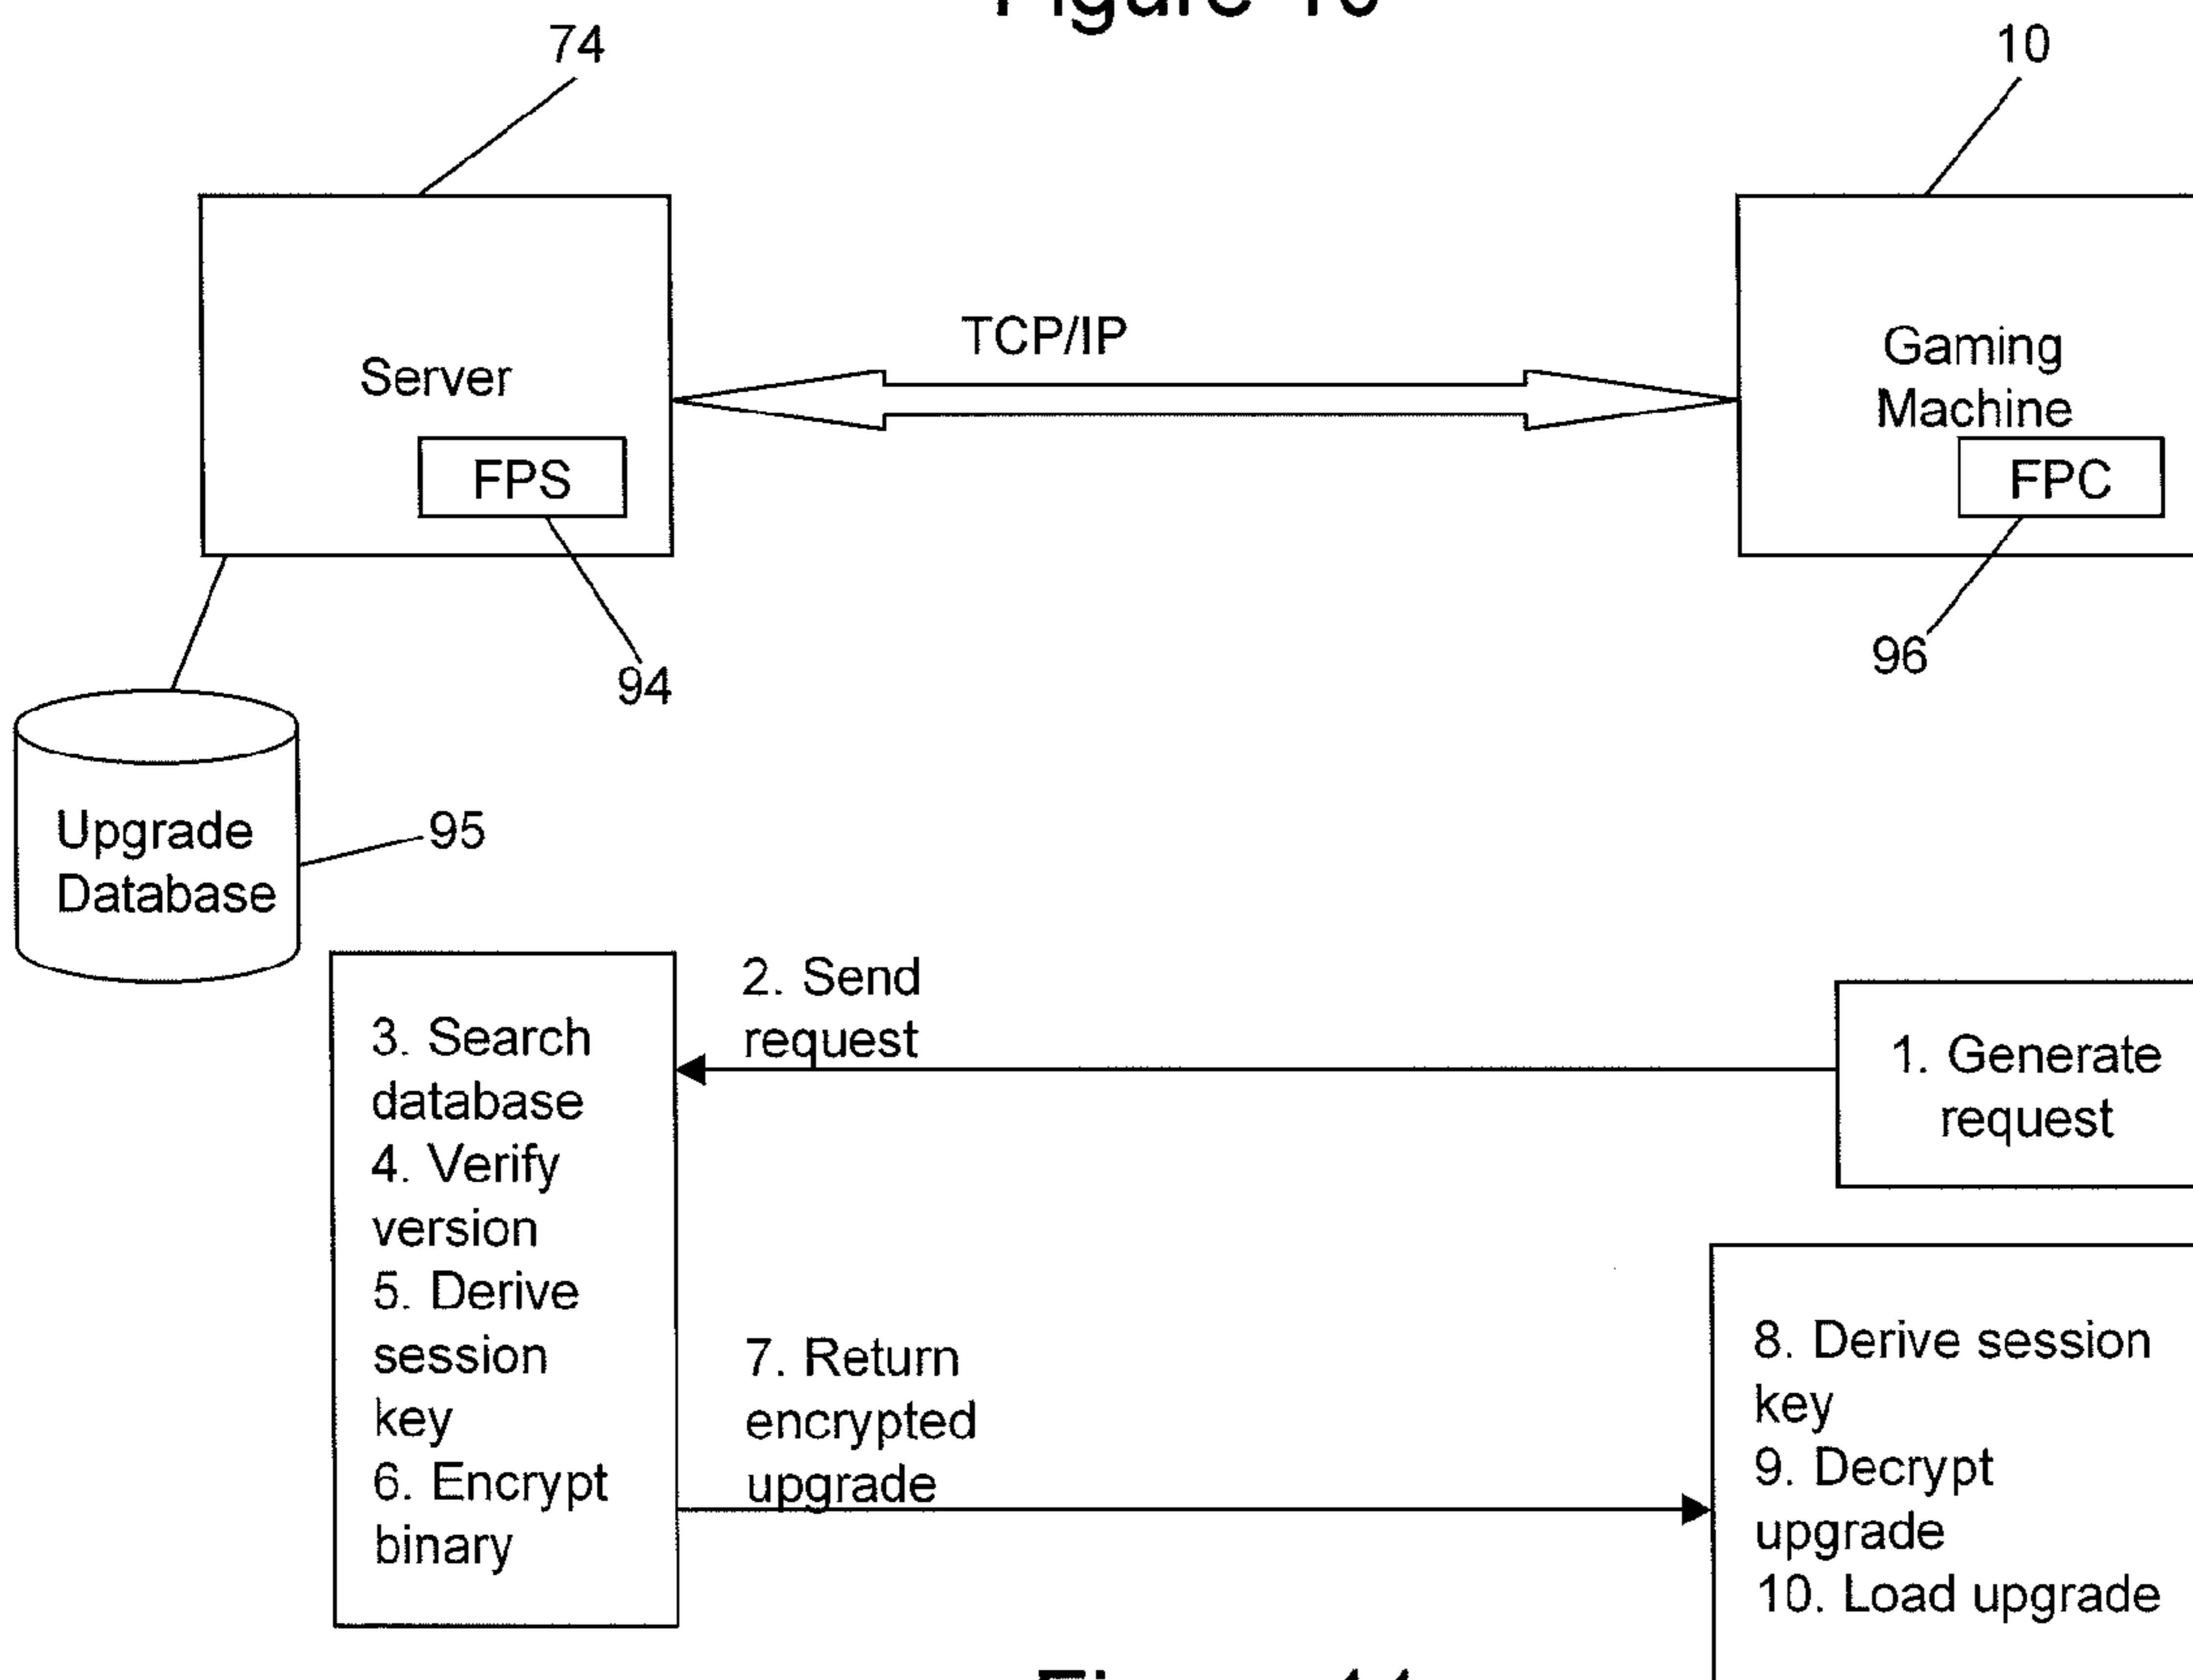 74
10
Server
TCP/IP
Gaming
Machine
FPS
FPC
94
96
Upgrade
Database
95
2. Send
request
1. Generate
request
3. Search
database
4. Verify
version
5. Derive
session
key
6. Encrypt
binary
7. Return
encrypted
upgrade
8. Derive session
key
9. Decrypt
upgrade
10. Load upgrade